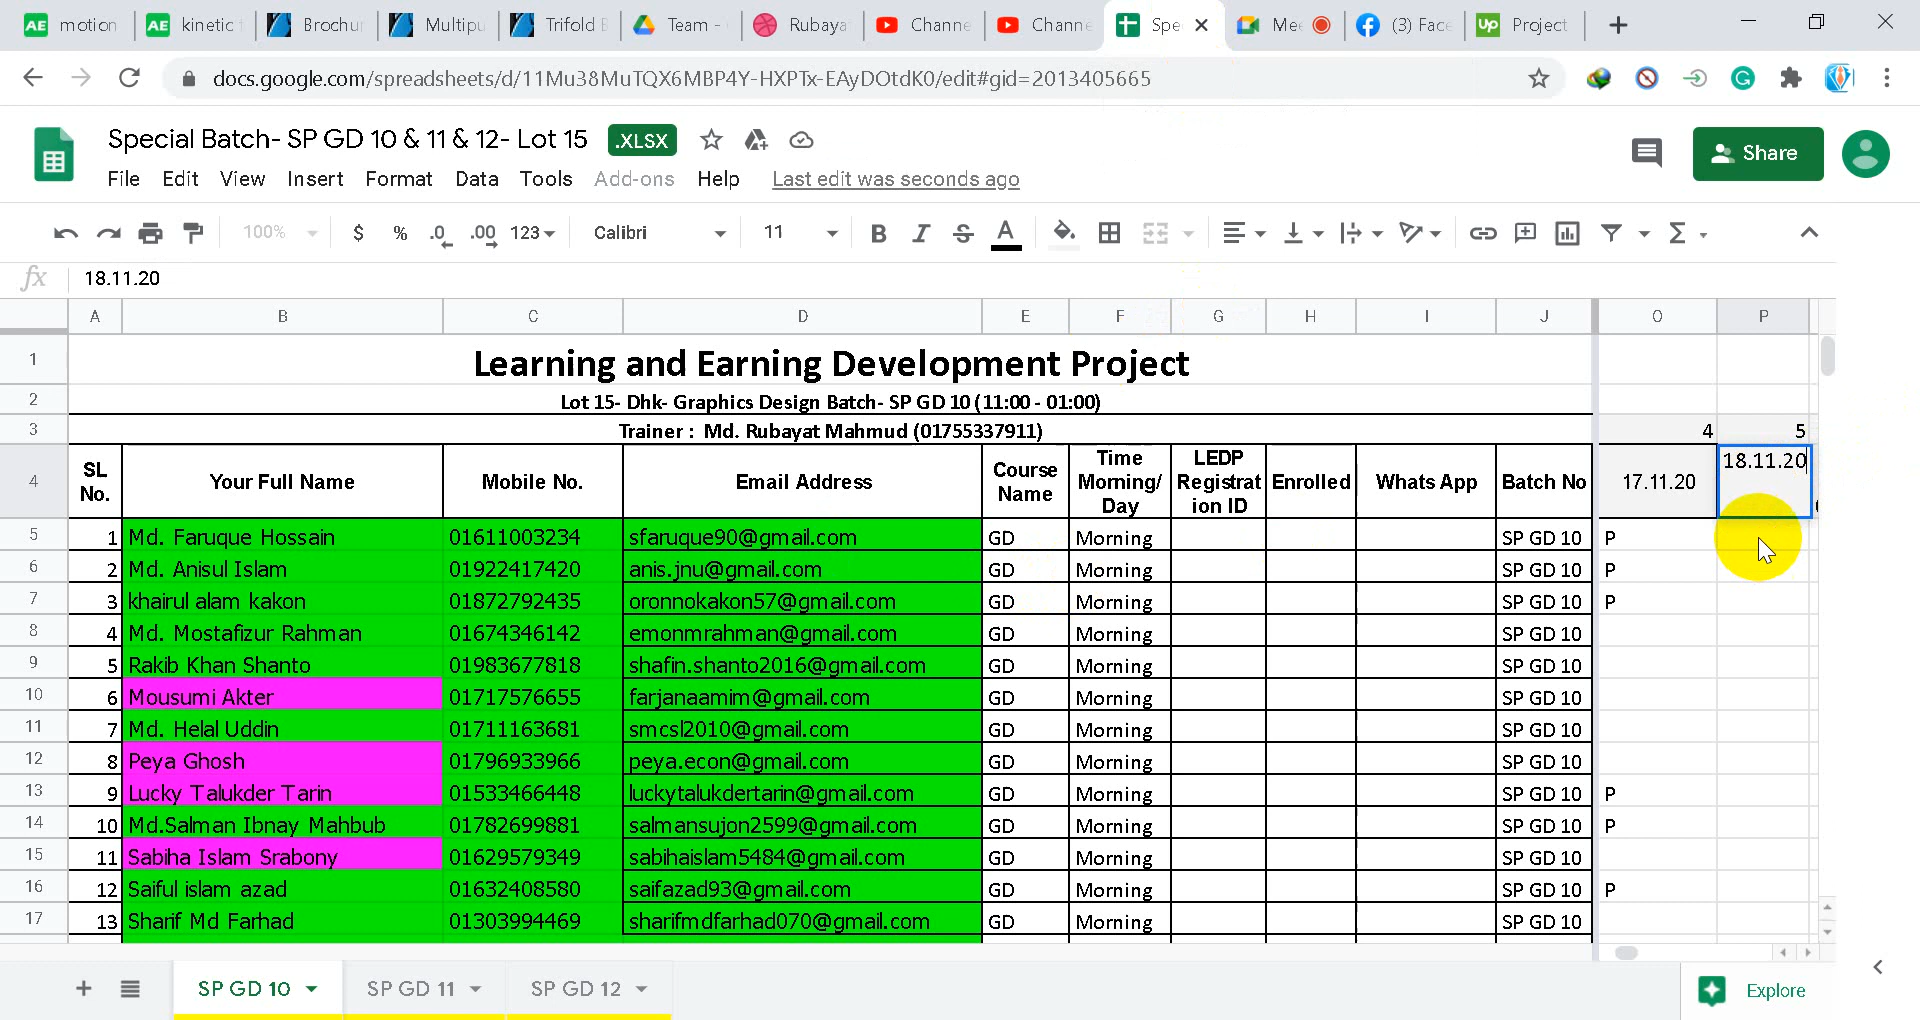 motion kinetic Brochur Multipu Trifold Team - Rubaya Channe Channe Spe Mee (3) Face Up Project
docs.google.com/spreadsheets/d/11Mu38MuTQX6MBP4Y-HXPTx-EAyDOtdK0/edit#gid=2013405665
Special Batch- SP GD 10 & 11 & 12- Lot 15 .XLSX
Share
File Edit View Insert Format Data Tools Add-ons Help Last edit was seconds ago
100% $ % .0 .00 123 Calibri 11 B I S A
fx 18.11.20
A B C D E F G H I J O P
1 Learning and Earning Development Project
2 Lot 15- Dhk- Graphics Design Batch- SP GD 10 (11:00 - 01:00)
3 Trainer : Md. Rubayat Mahmud (01755337911) 4 5
4 SL No. Your Full Name Mobile No. Email Address Course Name Time Morning/ Day LEDP Registrat ion ID Enrolled Whats App Batch No 17.11.20 18.11.20
5 1 Md. Faruque Hossain 01611003234 sfaruque90@gmail.com GD Morning SP GD 10 P
6 2 Md. Anisul Islam 01922417420 anis.jnu@gmail.com GD Morning SP GD 10 P
7 3 khairul alam kakon 01872792435 oronnokakon57@gmail.com GD Morning SP GD 10 P
8 4 Md. Mostafizur Rahman 01674346142 emonmrahman@gmail.com GD Morning SP GD 10
9 5 Rakib Khan Shanto 01983677818 shafin.shanto2016@gmail.com GD Morning SP GD 10
10 6 Mousumi Akter 01717576655 farjanaamim@gmail.com GD Morning SP GD 10
11 7 Md. Helal Uddin 01711163681 smcsl2010@gmail.com GD Morning SP GD 10
12 8 Peya Ghosh 01796933966 peya.econ@gmail.com GD Morning SP GD 10
13 9 Lucky Talukder Tarin 01533466448 luckytalukdertarin@gmail.com GD Morning SP GD 10 P
14 10 Md.Salman Ibnay Mahbub 01782699881 salmansujon2599@gmail.com GD Morning SP GD 10 P
15 11 Sabiha Islam Srabony 01629579349 sabihaislam5484@gmail.com GD Morning SP GD 10
16 12 Saiful islam azad 01632408580 saifazad93@gmail.com GD Morning SP GD 10 P
17 13 Sharif Md Farhad 01303994469 sharifmdfarhad070@gmail.com GD Morning SP GD 10
SP GD 10 SP GD 11 SP GD 12 Explore